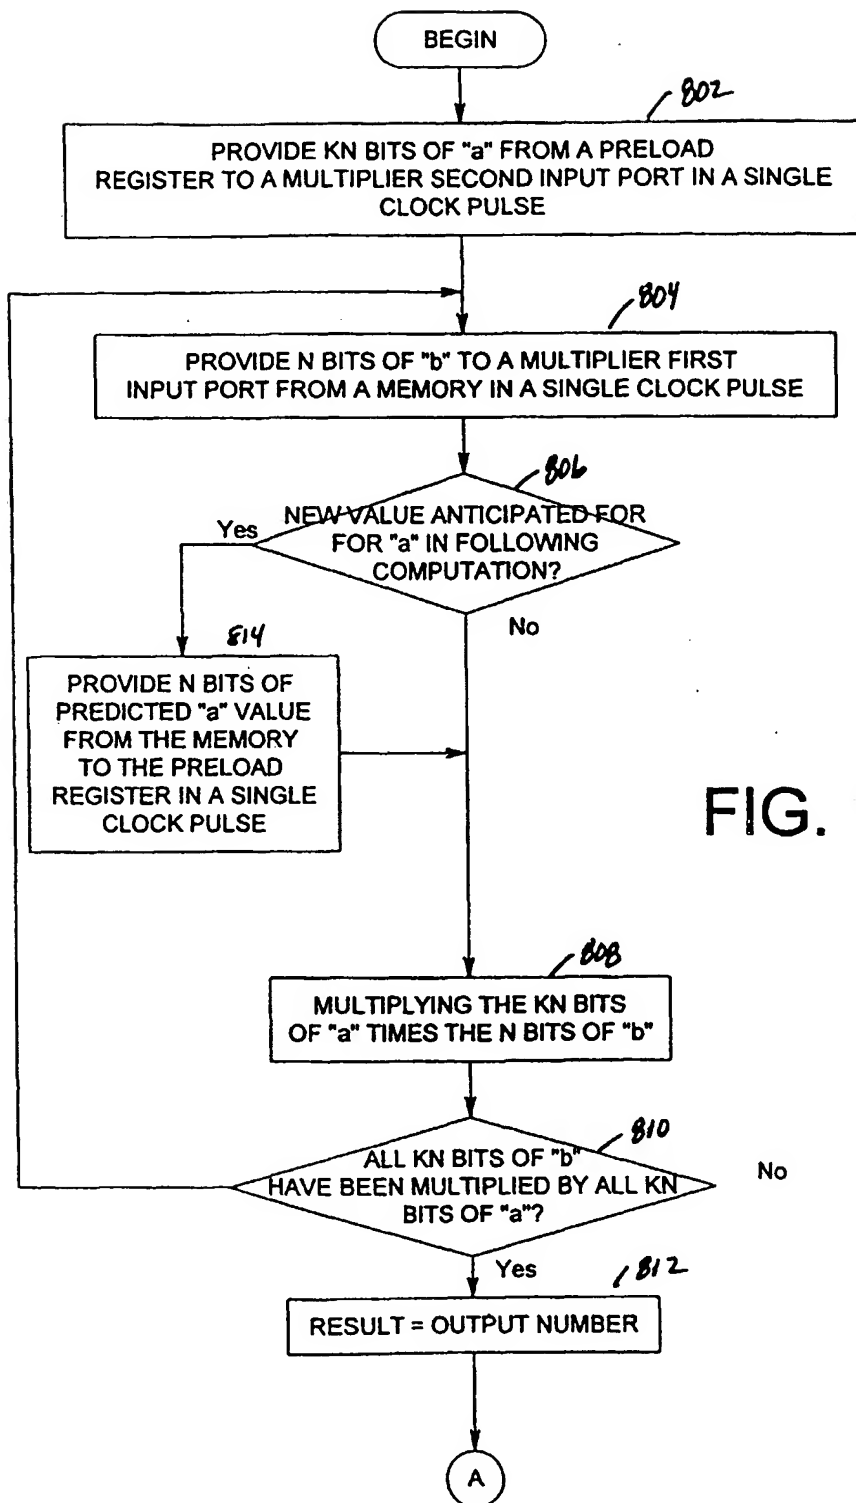 BEGIN
802
PROVIDE KN BITS OF "a" FROM A PRELOAD
REGISTER TO A MULTIPLIER SECOND INPUT PORT IN A SINGLE
CLOCK PULSE
804
PROVIDE N BITS OF "b" TO A MULTIPLIER FIRST
INPUT PORT FROM A MEMORY IN A SINGLE CLOCK PULSE
806
NEW VALUE ANTICIPATED FOR
FOR "a" IN FOLLOWING
COMPUTATION?
Yes
No
814
PROVIDE N BITS OF
PREDICTED "a" VALUE
FROM THE MEMORY
TO THE PRELOAD
REGISTER IN A SINGLE
CLOCK PULSE
FIG.
808
MULTIPLYING THE KN BITS
OF "a" TIMES THE N BITS OF "b"
810
ALL KN BITS OF "b"
HAVE BEEN MULTIPLIED BY ALL KN
BITS OF "a"?
No
Yes
812
RESULT = OUTPUT NUMBER
A